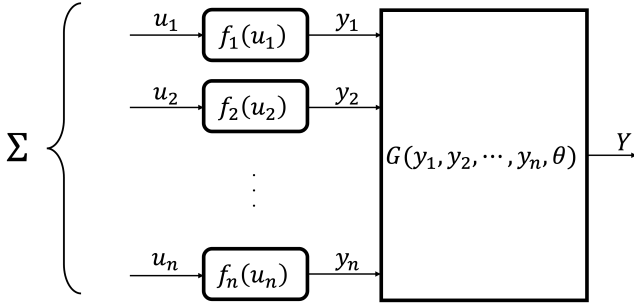 u₁ f₁(u₁) y₁
u₂ f₂(u₂) y₂
Σ G(y₁, y₂, ⋯, yₙ, θ) Y
uₙ fₙ(uₙ) yₙ